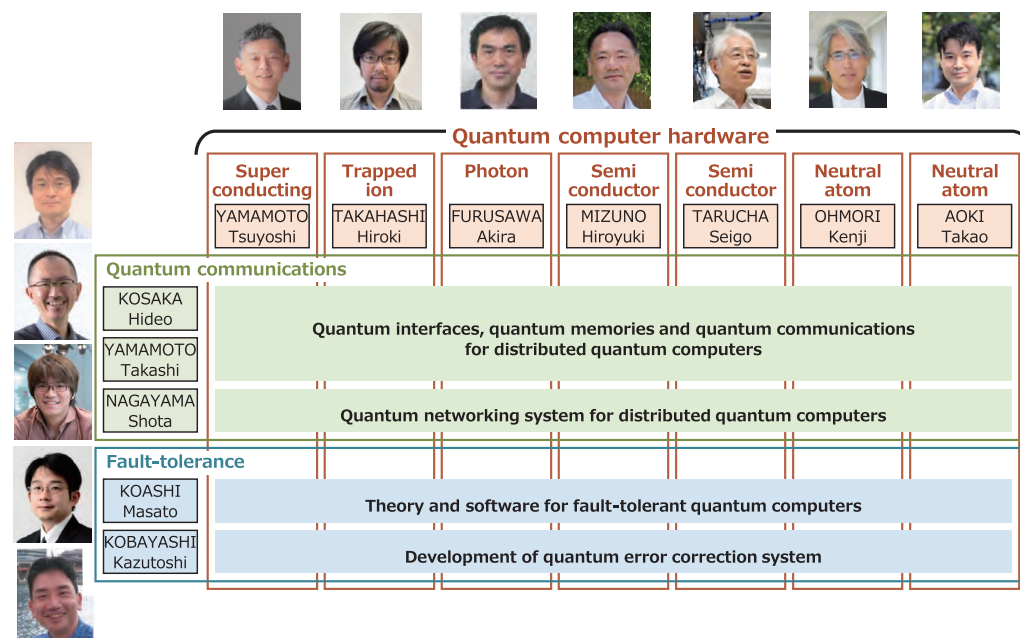 Quantum computer hardware
Super
conducting
YAMAMOTO
Tsuyoshi
Trapped
ion
TAKAHASHI
Hiroki
Photon
FURUSAWA
Akira
Semi
conductor
MIZUNO
Hiroyuki
Semi
conductor
TARUCHA
Seigo
Neutral
atom
OHMORI
Kenji
Neutral
atom
AOKI
Takao
Quantum communications
KOSAKA
Hideo
YAMAMOTO
Takashi
Quantum interfaces, quantum memories and quantum communications
for distributed quantum computers
NAGAYAMA
Shota
Quantum networking system for distributed quantum computers
Fault-tolerance
KOASHI
Masato
Theory and software for fault-tolerant quantum computers
KOBAYASHI
Kazutoshi
Development of quantum error correction system